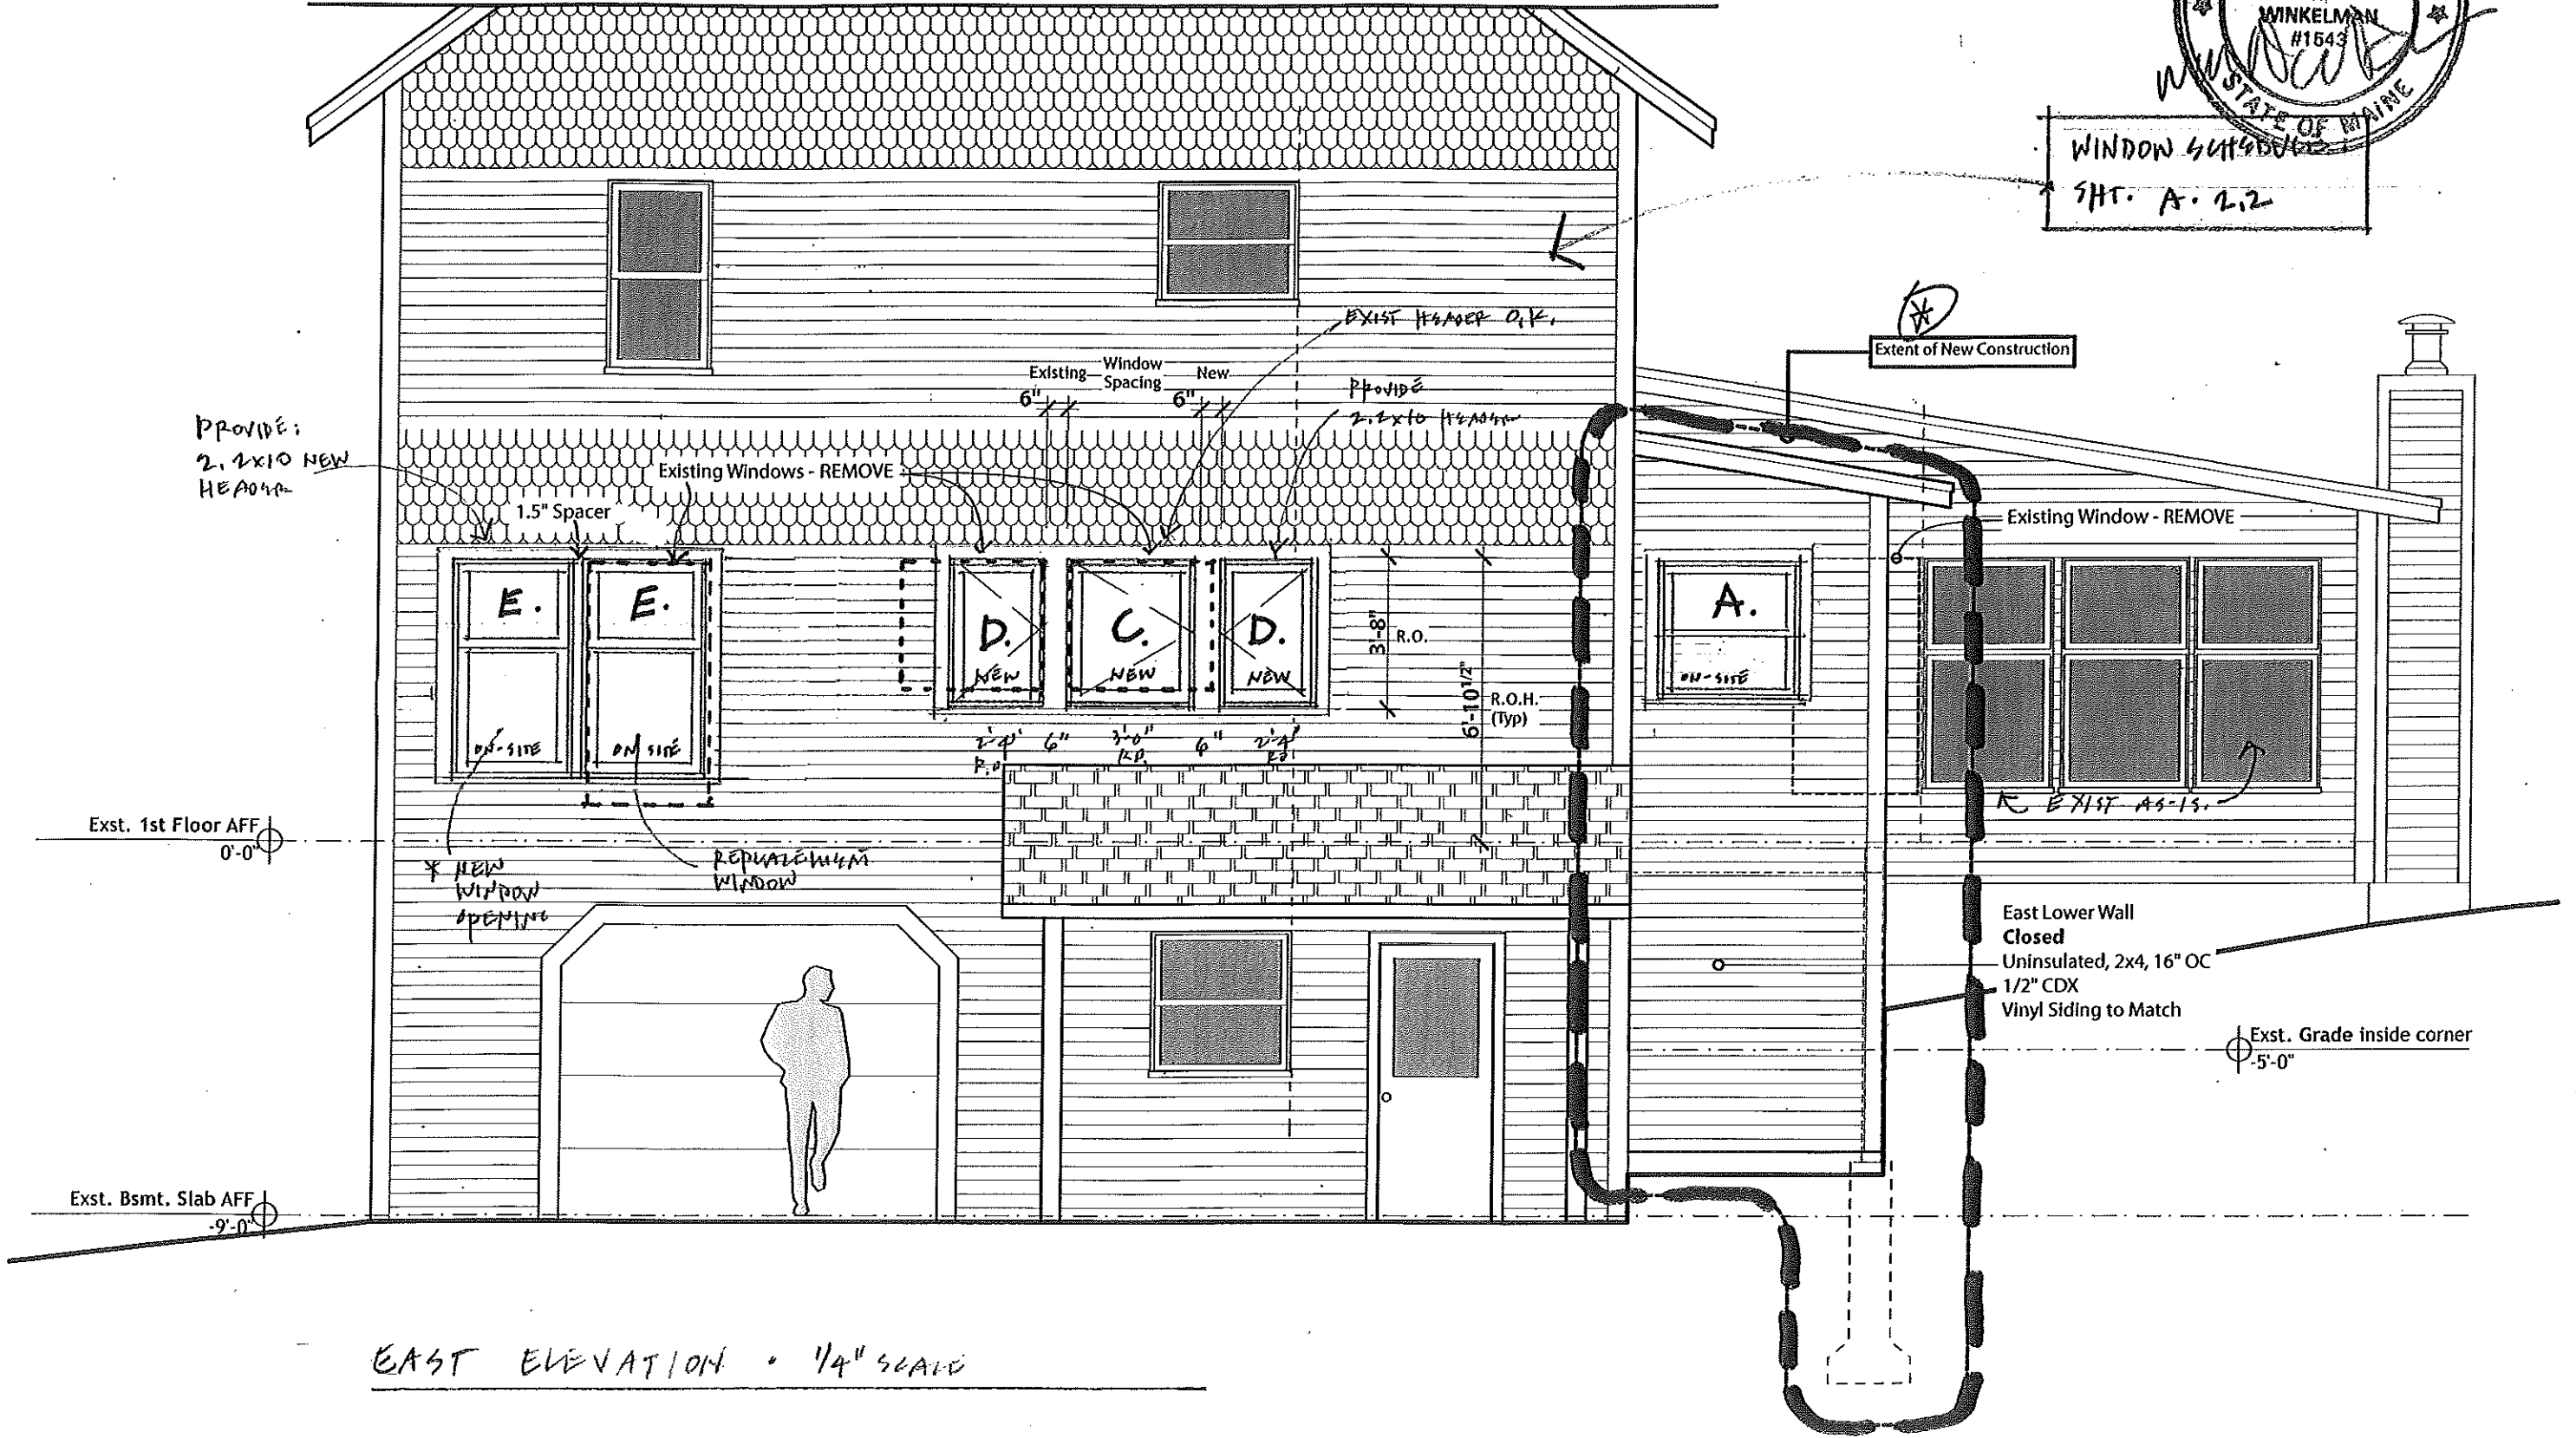 WINKELMAN
#1543
STATE OF MAINE
WINDOW SCHEDULE
SHT. A.2.2
*
Extent of New Construction
EXIST HEADER O.K.
Existing Window Spacing New
6" 6"
PROVIDE
2.2x10 HEADER
PROVIDE:
2.2x10 NEW
HEADER
Existing Windows - REMOVE
1.5" Spacer
Existing Window - REMOVE
E. E. D. C. D. A.
NEW NEW NEW
ON-SITE
3'-8" R.O.
6'-10 1/2" R.O.H.
(Typ)
ON-SITE ON SITE
2'-4" 6" 3'-0" 6" 2'-4"
R.O R.O. RO
EXIST AS-IS.
Exst. 1st Floor AFF
0'-0"
* NEW
WINDOW
OPENING
REPLACEMENT
WINDOW
East Lower Wall
Closed
Uninsulated, 2x4, 16" OC
1/2" CDX
Vinyl Siding to Match
Exst. Grade inside corner
-5'-0"
Exst. Bsmt. Slab AFF
-9'-0"
EAST ELEVATION • 1/4" SCALE